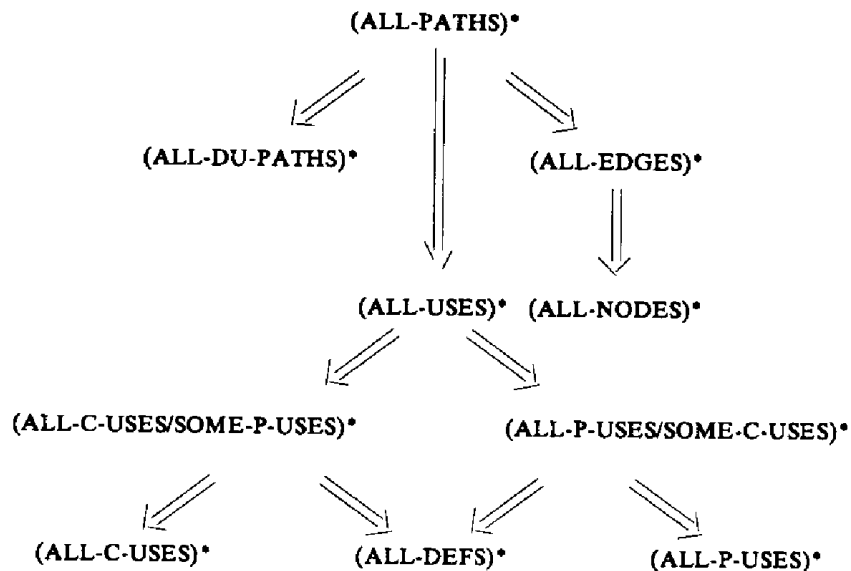 (ALL-PATHS)*
(ALL-DU-PATHS)*
(ALL-EDGES)*
(ALL-USES)*
(ALL-NODES)*
(ALL-C-USES/SOME-P-USES)*
(ALL-P-USES/SOME-C-USES)*
(ALL-C-USES)*
(ALL-DEFS)*
(ALL-P-USES)*